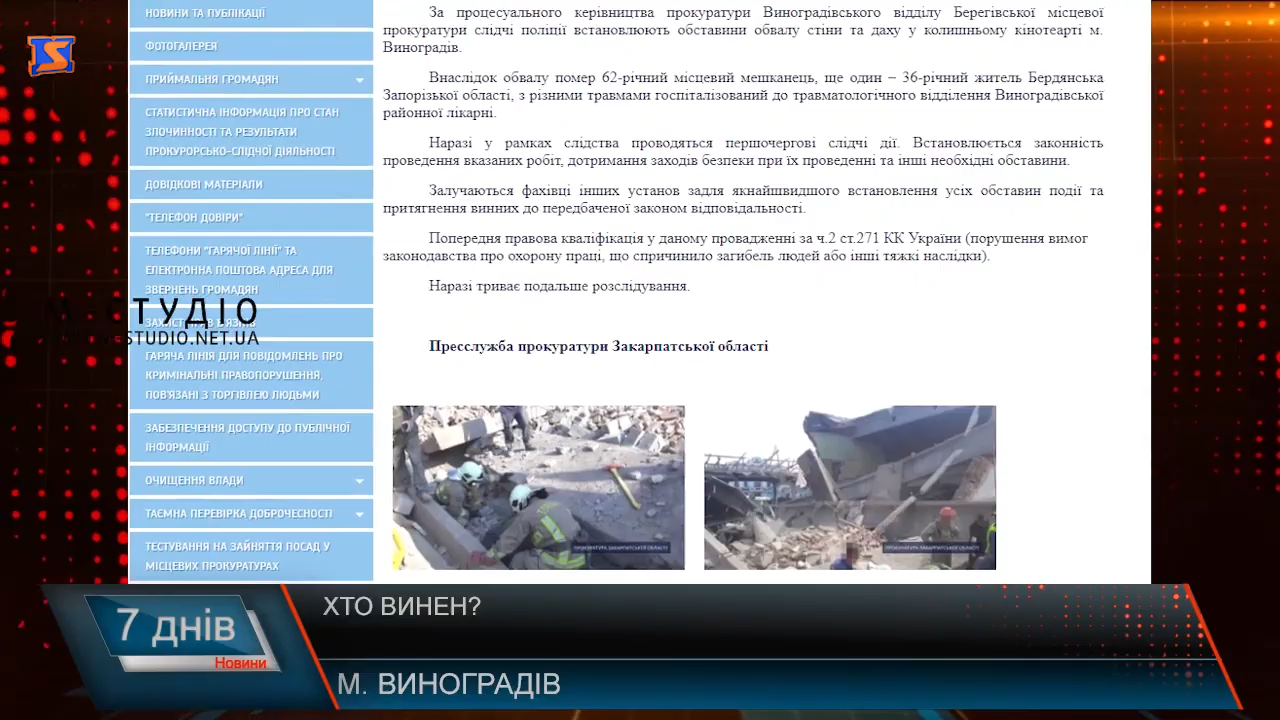 НОВИНИ ТА ПУБЛІКАЦІЇ
ФОТОГАЛЕРЕЯ
ПРИЙМАЛЬНЯ ГРОМАДЯН
СТАТИСТИЧНА ІНФОРМАЦІЯ ПРО СТАН
ЗЛОЧИННОСТІ ТА РЕЗУЛЬТАТИ
ПРОКУРОРСЬКО-СЛІДЧОЇ ДІЯЛЬНОСТІ
ДОВІДКОВІ МАТЕРІАЛИ
"ТЕЛЕФОН ДОВІРИ"
ТЕЛЕФОНИ "ГАРЯЧОЇ ЛІНІЇ" ТА
ЕЛЕКТРОННА ПОШТОВА АДРЕСА ДЛЯ
ЗВЕРНЕНЬ ГРОМАДЯН
М СТУДІО
STUDIO.NET.UA
ГАРЯЧА ЛІНІЯ ДЛЯ ПОВІДОМЛЕНЬ ПРО
КРИМІНАЛЬНІ ПРАВОПОРУШЕННЯ,
ПОВ'ЯЗАНІ З ТОРГІВЛЕЮ ЛЮДЬМИ
ЗАБЕЗПЕЧЕННЯ ДОСТУПУ ДО ПУБЛІЧНОЇ
ІНФОРМАЦІЇ
ОЧИЩЕННЯ ВЛАДИ
ТАЄМНА ПЕРЕВІРКА ДОБРОЧЕСНОСТІ
ТЕСТУВАННЯ НА ЗАЙНЯТТЯ ПОСАД У
МІСЦЕВИХ ПРОКУРАТУРАХ
За процесуального керівництва прокуратури Виноградівського відділу Берегівської місцевої
прокуратури слідчі поліції встановлюють обставини обвалу стіни та даху у колишньому кінотеарті м.
Виноградів.
Внаслідок обвалу помер 62-річний місцевий мешканець, ще один – 36-річний житель Бердянська
Запорізької області, з різними травмами госпіталізований до травматологічного відділення Виноградівської
районної лікарні.
Наразі у рамках слідства проводяться першочергові слідчі дії. Встановлюється законність
проведення вказаних робіт, дотримання заходів безпеки при їх проведенні та інші необхідні обставини.
Залучаються фахівці інших установ задля якнайшвидшого встановлення усіх обставин події та
притягнення винних до передбаченої законом відповідальності.
Попередня правова кваліфікація у даному провадженні за ч.2 ст.271 КК України (порушення вимог
законодавства про охорону праці, що спричинило загибель людей або інші тяжкі наслідки).
Наразі триває подальше розслідування.
Пресслужба прокуратури Закарпатської області
ПРОКУРАТУРА ЗАКАРПАТСЬКОЇ ОБЛАСТІ
ПРОКУРАТУРА ЗАКАРПАТСЬКОЇ ОБЛАСТІ
7 днів
Новини
ХТО ВИНЕН?
М. ВИНОГРАДІВ